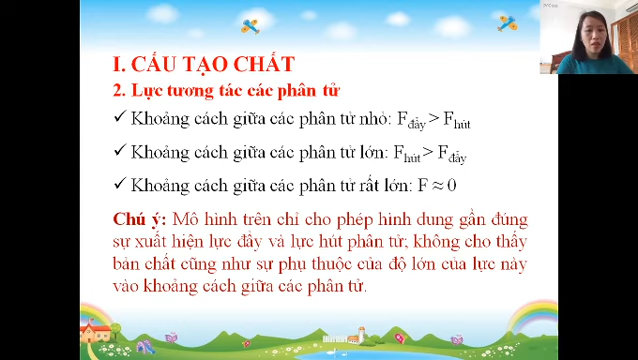 I. CẤU TẠO CHẤT
2. Lực tương tác các phân tử
✓ Khoảng cách giữa các phân tử nhỏ: Fđẩy > Fhút
✓ Khoảng cách giữa các phân tử lớn: Fhút > Fđẩy
✓ Khoảng cách giữa các phân tử rất lớn: F ≈ 0
Chú ý: Mô hình trên chỉ cho phép hình dung gần đúng
sự xuất hiện lực đẩy và lực hút phân tử; không cho thấy
bản chất cũng như sự phụ thuộc của độ lớn của lực này
vào khoảng cách giữa các phân tử.